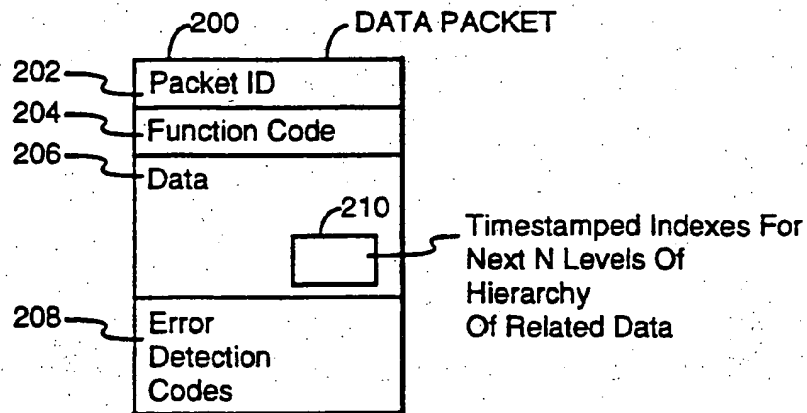 200 DATA PACKET
202 Packet ID
204 Function Code
206 Data
210
Timestamped Indexes For
Next N Levels Of
Hierarchy
Of Related Data
208 Error
Detection
Codes